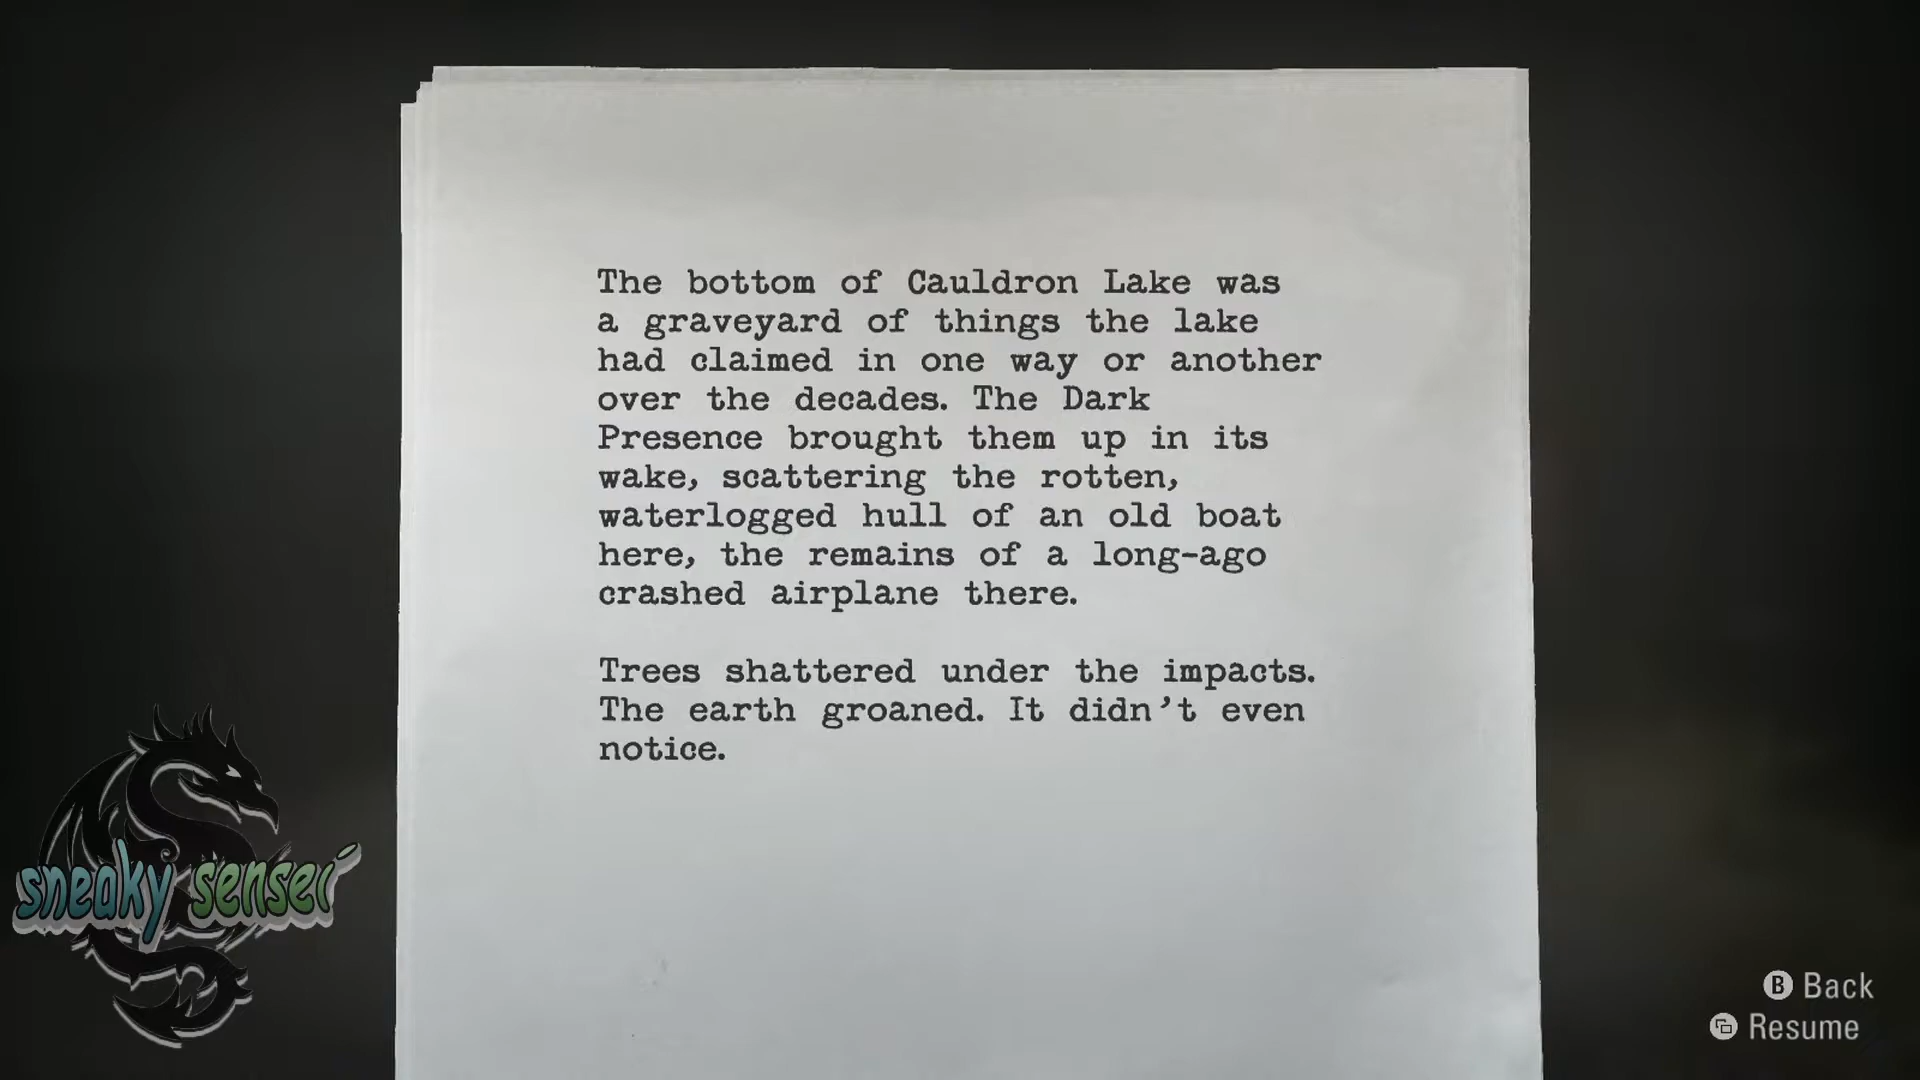 The bottom of Cauldron Lake was
a graveyard of things the lake
had claimed in one way or another
over the decades. The Dark
Presence brought them up in its
wake, scattering the rotten,
waterlogged hull of an old boat
here, the remains of a long-ago
crashed airplane there.
Trees shattered under the impacts.
The earth groaned. It didn't even
notice.
sneaky sensei
B Back
Resume